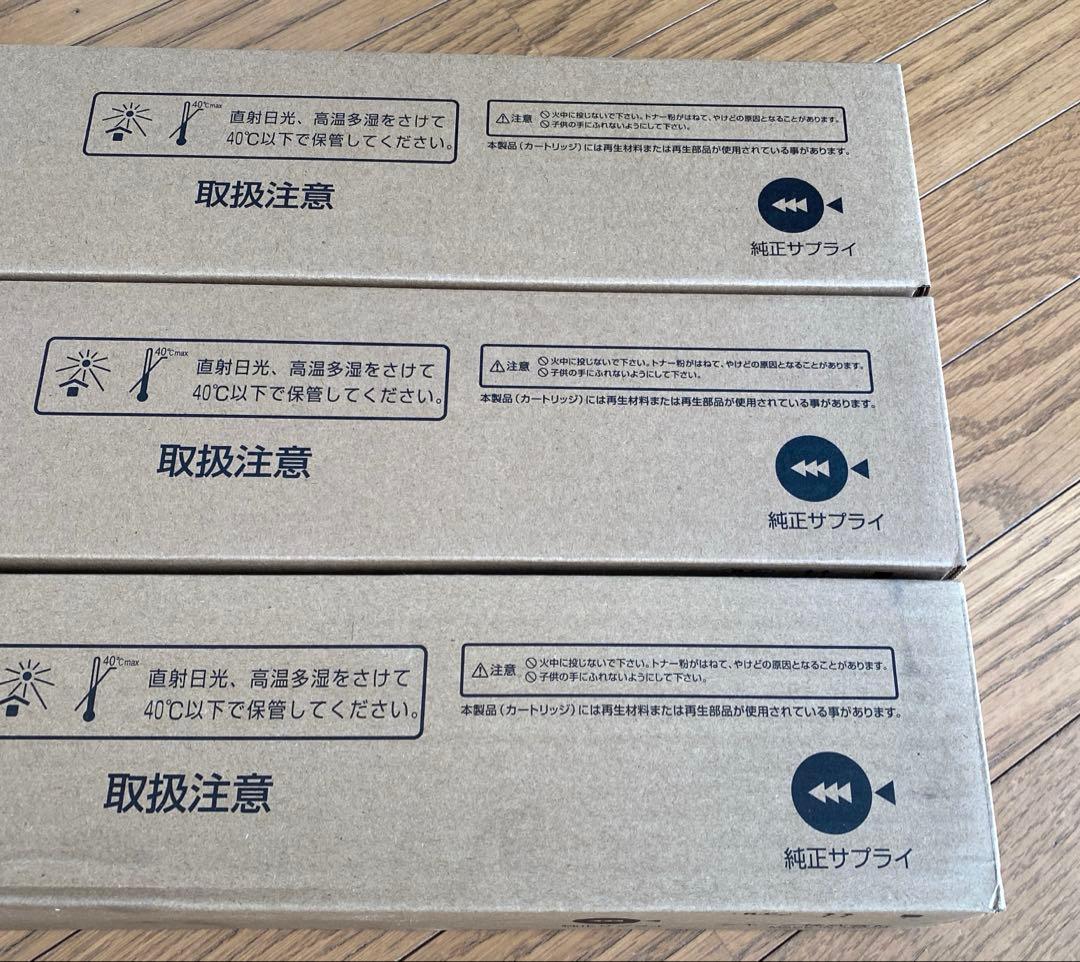 40℃max
直射日光、高温多湿をさけて
40℃以下で保管してください。
注意
火中に投じないで下さい。トナー粉がはねて、やけどの原因となることがあります。
子供の手にふれないようにして下さい。
本製品（カートリッジ）には再生材料または再生部品が使用されている事があります。
取扱注意
純正サプライ
40℃max
直射日光、高温多湿をさけて
40℃以下で保管してください。
注意
火中に投じないで下さい。トナー粉がはねて、やけどの原因となることがあります。
子供の手にふれないようにして下さい。
本製品（カートリッジ）には再生材料または再生部品が使用されている事があります。
取扱注意
純正サプライ
40℃max
直射日光、高温多湿をさけて
40℃以下で保管してください。
注意
火中に投じないで下さい。トナー粉がはねて、やけどの原因となることがあります。
子供の手にふれないようにして下さい。
本製品（カートリッジ）には再生材料または再生部品が使用されている事があります。
取扱注意
純正サプライ